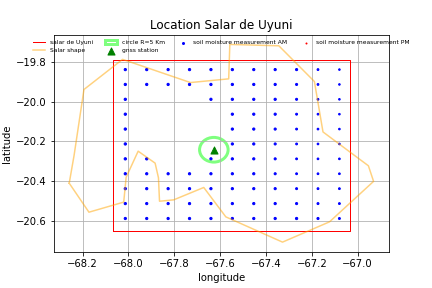 Location Salar de Uyuni
salar de Uyuni circle R=5 Km soil moisture measurement AM soil moisture measurement PM
Salar shape gnss station
−19.8
−20.0
−20.2
−20.4
−20.6
latitude
−68.2 −68.0 −67.8 −67.6 −67.4 −67.2 −67.0
longitude